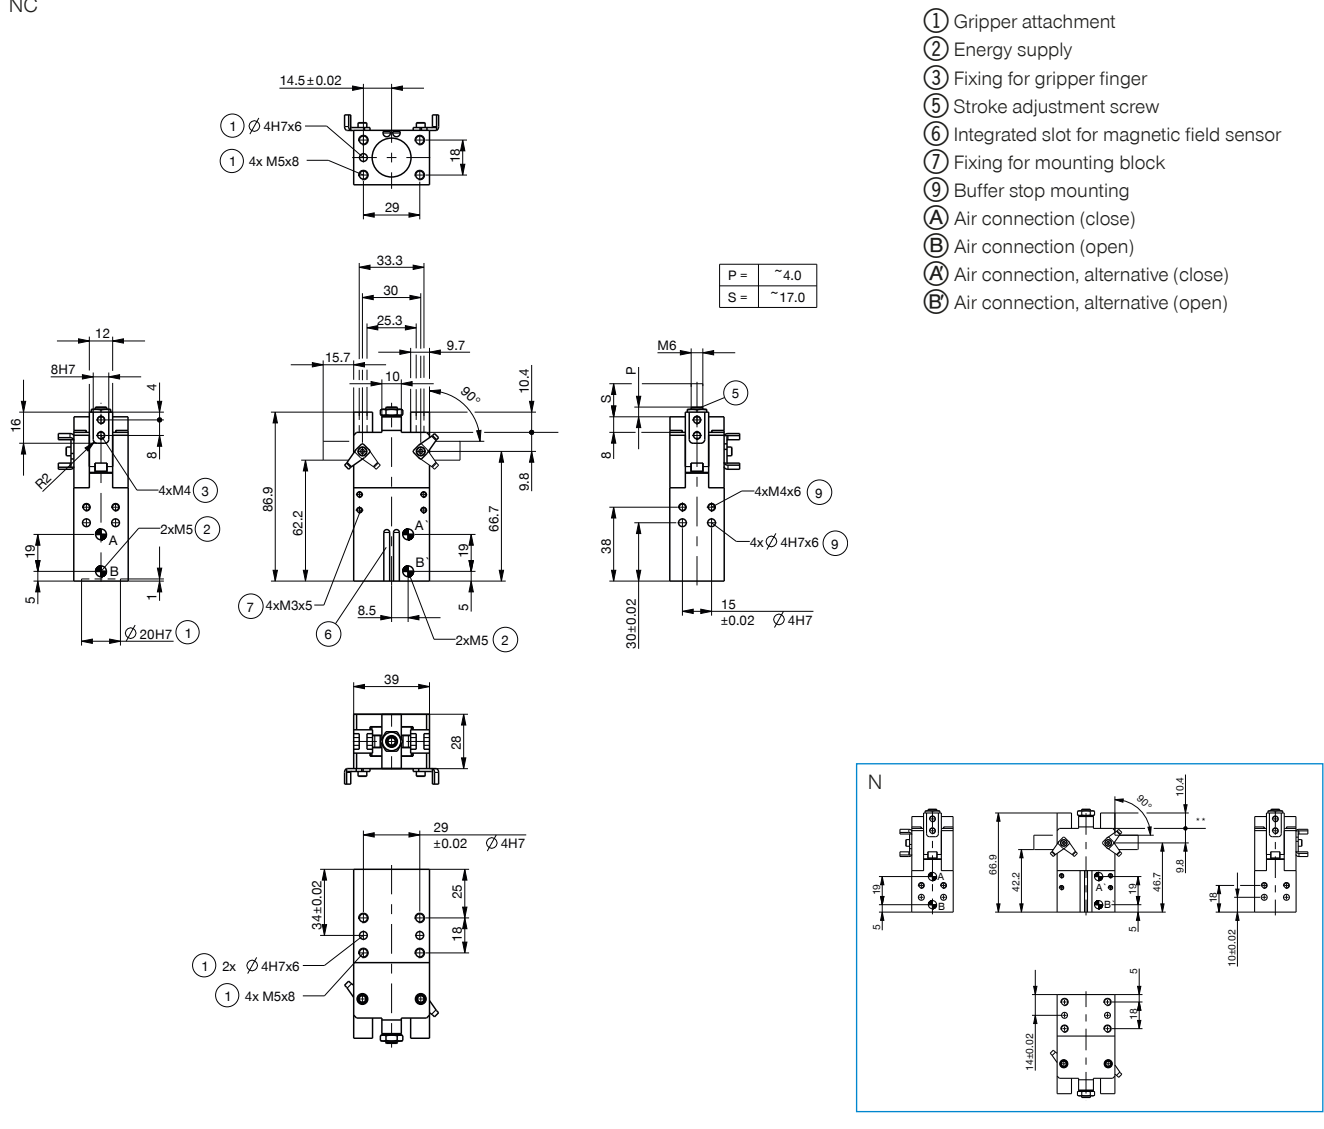 NC
① Gripper attachment
② Energy supply
③ Fixing for gripper finger
⑤ Stroke adjustment screw
⑥ Integrated slot for magnetic field sensor
⑦ Fixing for mounting block
⑨ Buffer stop mounting
Ⓐ Air connection (close)
Ⓑ Air connection (open)
A' Air connection, alternative (close)
B' Air connection, alternative (open)
14.5±0.02
① Ø 4H7x6
① 4x M5x8
18
29
P = ~4.0
S = ~17.0
12
8H7
4
16
8
R2
4xM4 ③
2xM5 ②
A
B
19
5
1
Ø 20H7 ①
33.3
30
25.3
9.7
15.7
10
90°
10.4
9.8
86.9
62.2
66.7
A`
B`
19
5
⑦ 4xM3x5
8.5
⑥
2xM5 ②
M6
P
S
8
⑤
4xM4x6 ⑨
4x Ø 4H7x6 ⑨
38
30±0.02
15
±0.02 Ø 4H7
39
28
29
±0.02 Ø 4H7
34±0.02
25
18
① 2x Ø 4H7x6
① 4x M5x8
N
19
5
A
B
66.9
42.2
90°
10.4
**
9.8
46.7
19
5
A`
B`
18
10±0.02
5
18
14±0.02